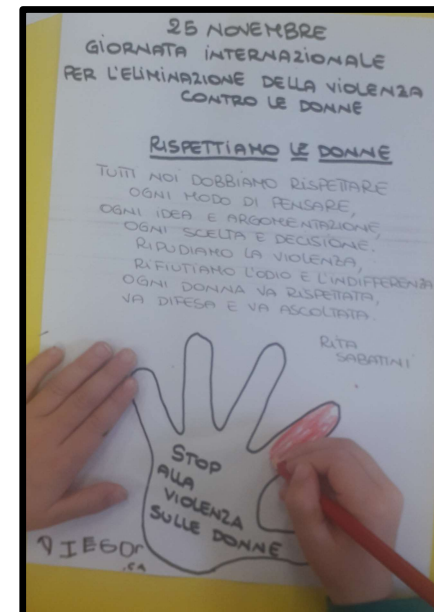 25 NOVEMBRE
GIORNATA INTERNAZIONALE
PER L'ELIMINAZIONE DELLA VIOLENZA
CONTRO LE DONNE
RISPETTIAMO LE DONNE
TUTTI NOI DOBBIAMO RISPETTARE
OGNI MODO DI PENSARE,
OGNI IDEA E ARGOMENTAZIONE,
OGNI SCELTA E DECISIONE.
RIPUDIAMO LA VIOLENZA,
RIFIUTIAMO L'ODIO E L'INDIFFERENZA
OGNI DONNA VA RISPETTATA,
VA DIFESA E VA ASCOLTATA.
RITA
SABATINI
STOP
ALLA
VIOLENZA
SULLE DONNE